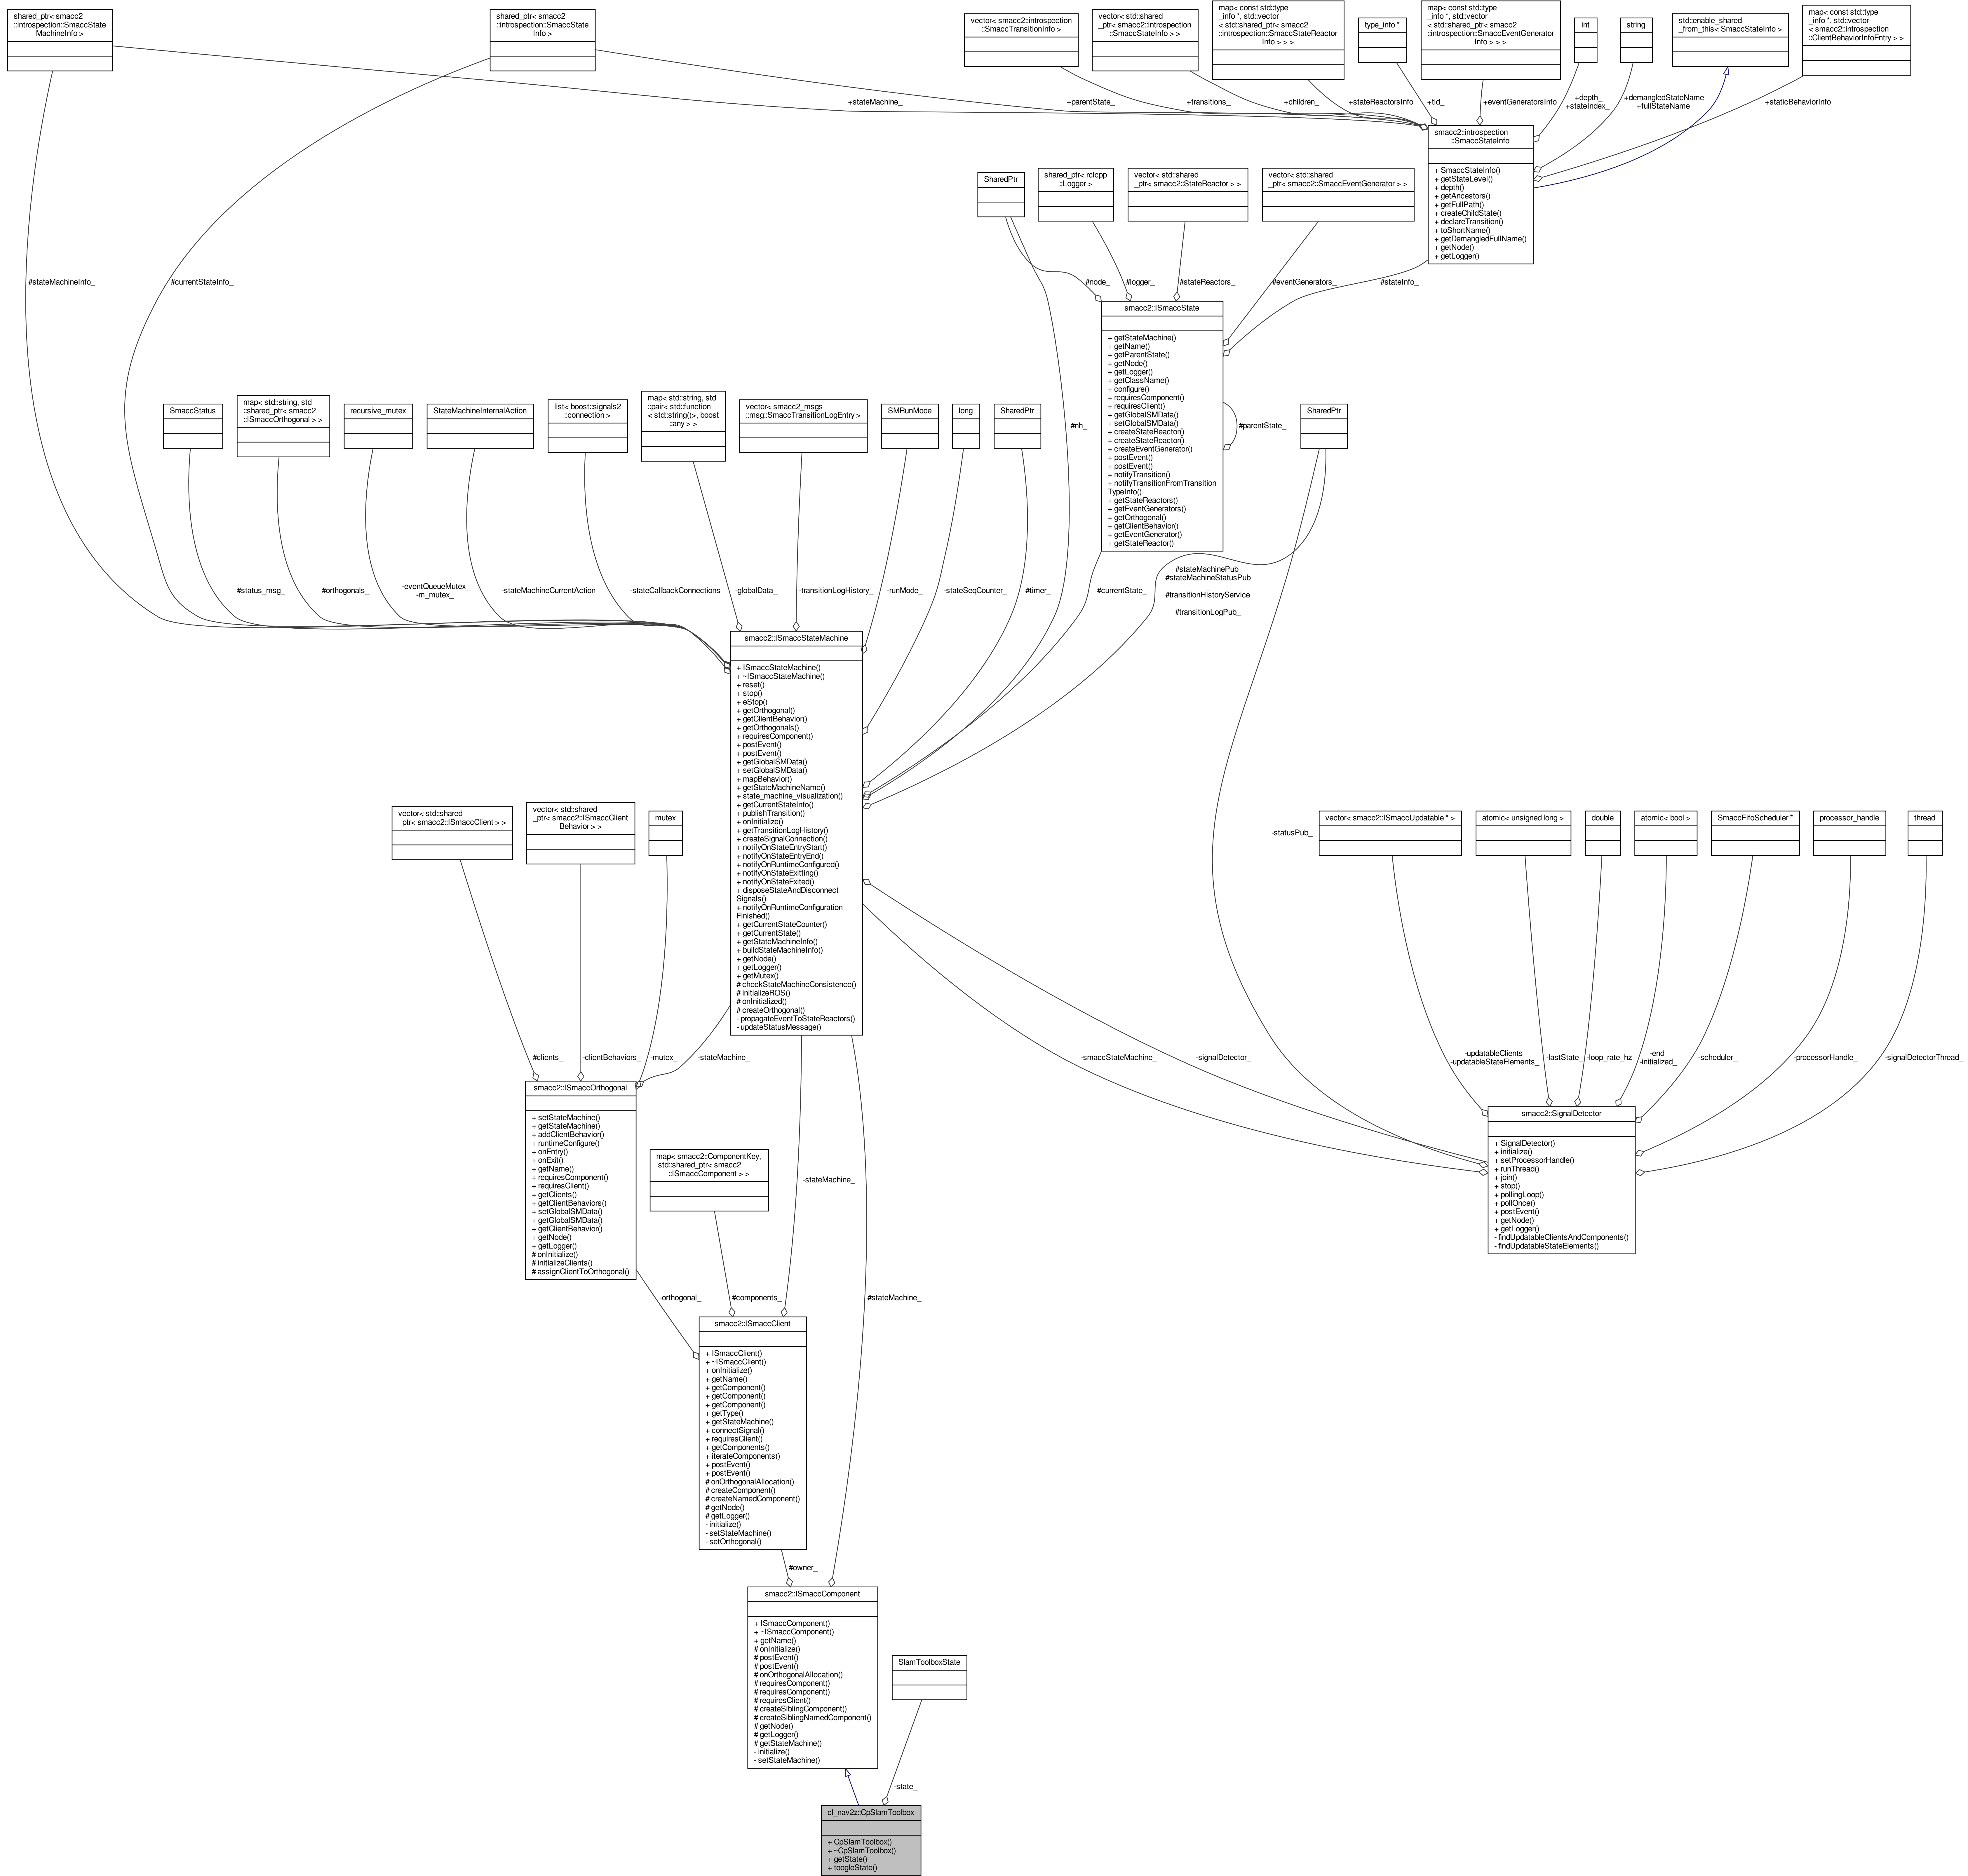 shared_ptr< smacc2
::introspection::SmaccState
MachineInfo >
shared_ptr< smacc2
::introspection::SmaccState
Info >
vector< smacc2::introspection
::SmaccTransitionInfo >
vector< std::shared
_ptr< smacc2::introspection
::SmaccStateInfo > >
map< const std::type
_info *, std::vector
< std::shared_ptr< smacc2
::introspection::SmaccStateReactor
Info > > >
type_info *
map< const std::type
_info *, std::vector
< std::shared_ptr< smacc2
::introspection::SmaccEventGenerator
Info > > >
int
string
std::enable_shared
_from_this< SmaccStateInfo >
map< const std::type
_info *, std::vector
< smacc2::introspection
::ClientBehaviorInfoEntry > >
+stateMachine_
+parentState_
+transitions_
+children_
+stateReactorsInfo
+tid_
+eventGeneratorsInfo
+depth_
+stateIndex_
+demangledStateName
+fullStateName
+staticBehaviorInfo
smacc2::introspection
::SmaccStateInfo
+ SmaccStateInfo()
+ getStateLevel()
+ depth()
+ getAncestors()
+ getFullPath()
+ createChildState()
+ declareTransition()
+ toShortName()
+ getDemangledFullName()
+ getNode()
+ getLogger()
SharedPtr
shared_ptr< rclcpp
::Logger >
vector< std::shared
_ptr< smacc2::StateReactor > >
vector< std::shared
_ptr< smacc2::SmaccEventGenerator > >
#stateMachineInfo_
#currentStateInfo_
#node_
#logger_
#stateReactors_
#eventGenerators_
#stateInfo_
smacc2::ISmaccState
+ getStateMachine()
+ getName()
+ getParentState()
+ getNode()
+ getLogger()
+ getClassName()
+ configure()
+ requiresComponent()
+ requiresClient()
+ getGlobalSMData()
+ setGlobalSMData()
+ createStateReactor()
+ createStateReactor()
+ createEventGenerator()
+ postEvent()
+ postEvent()
+ notifyTransition()
+ notifyTransitionFromTransition
TypeInfo()
+ getStateReactors()
+ getEventGenerators()
+ getOrthogonal()
+ getClientBehavior()
+ getEventGenerator()
+ getStateReactor()
#parentState_
#nh_
SmaccStatus
map< std::string, std
::shared_ptr< smacc2
::ISmaccOrthogonal > >
recursive_mutex
StateMachineInternalAction
list< boost::signals2
::connection >
map< std::string, std
::pair< std::function
< std::string()>, boost
::any > >
vector< smacc2_msgs
::msg::SmaccTransitionLogEntry >
SMRunMode
long
SharedPtr
SharedPtr
#status_msg_
#orthogonals_
-eventQueueMutex_
-m_mutex_
-stateMachineCurrentAction
-stateCallbackConnections
-globalData_
-transitionLogHistory_
-runMode_
-stateSeqCounter_
#timer_
#currentState_
#stateMachinePub_
#stateMachineStatusPub
_
#transitionHistoryService
_
#transitionLogPub_
smacc2::ISmaccStateMachine
+ ISmaccStateMachine()
+ ~ISmaccStateMachine()
+ reset()
+ stop()
+ eStop()
+ getOrthogonal()
+ getClientBehavior()
+ getOrthogonals()
+ requiresComponent()
+ postEvent()
+ postEvent()
+ getGlobalSMData()
+ setGlobalSMData()
+ mapBehavior()
+ getStateMachineName()
+ state_machine_visualization()
+ getCurrentStateInfo()
+ publishTransition()
+ onInitialize()
+ getTransitionLogHistory()
+ createSignalConnection()
+ notifyOnStateEntryStart()
+ notifyOnStateEntryEnd()
+ notifyOnRuntimeConfigured()
+ notifyOnStateExitting()
+ notifyOnStateExited()
+ disposeStateAndDisconnect
Signals()
+ notifyOnRuntimeConfiguration
Finished()
+ getCurrentStateCounter()
+ getCurrentState()
+ getStateMachineInfo()
+ buildStateMachineInfo()
+ getNode()
+ getLogger()
+ getMutex()
# checkStateMachineConsistence()
# initializeROS()
# onInitialized()
# createOrthogonal()
- propagateEventToStateReactors()
- updateStatusMessage()
vector< std::shared
_ptr< smacc2::ISmaccClient > >
vector< std::shared
_ptr< smacc2::ISmaccClient
Behavior > >
mutex
-statusPub_
vector< smacc2::ISmaccUpdatable * >
atomic< unsigned long >
double
atomic< bool >
SmaccFifoScheduler *
processor_handle
thread
#clients_
-clientBehaviors_
-mutex_
-stateMachine_
-smaccStateMachine_
-signalDetector_
-updatableClients_
-updatableStateElements_
-lastState_
-loop_rate_hz
-end_
-initialized_
-scheduler_
-processorHandle_
-signalDetectorThread_
smacc2::ISmaccOrthogonal
+ setStateMachine()
+ getStateMachine()
+ addClientBehavior()
+ runtimeConfigure()
+ onEntry()
+ onExit()
+ getName()
+ requiresComponent()
+ requiresClient()
+ getClients()
+ getClientBehaviors()
+ setGlobalSMData()
+ getGlobalSMData()
+ getClientBehavior()
+ getNode()
+ getLogger()
# onInitialize()
# initializeClients()
# assignClientToOrthogonal()
smacc2::SignalDetector
+ SignalDetector()
+ initialize()
+ setProcessorHandle()
+ runThread()
+ join()
+ stop()
+ pollingLoop()
+ pollOnce()
+ postEvent()
+ getNode()
+ getLogger()
- findUpdatableClientsAndComponents()
- findUpdatableStateElements()
map< smacc2::ComponentKey,
std::shared_ptr< smacc2
::ISmaccComponent > >
-stateMachine_
-orthogonal_
#components_
#stateMachine_
smacc2::ISmaccClient
+ ISmaccClient()
+ ~ISmaccClient()
+ onInitialize()
+ getName()
+ getComponent()
+ getComponent()
+ getComponent()
+ getType()
+ getStateMachine()
+ connectSignal()
+ requiresClient()
+ getComponents()
+ iterateComponents()
+ postEvent()
+ postEvent()
# onOrthogonalAllocation()
# createComponent()
# createNamedComponent()
# getNode()
# getLogger()
- initialize()
- setStateMachine()
- setOrthogonal()
#owner_
smacc2::ISmaccComponent
+ ISmaccComponent()
+ ~ISmaccComponent()
+ getName()
# onInitialize()
# postEvent()
# postEvent()
# onOrthogonalAllocation()
# requiresComponent()
# requiresComponent()
# requiresClient()
# createSiblingComponent()
# createSiblingNamedComponent()
# getNode()
# getLogger()
# getStateMachine()
- initialize()
- setStateMachine()
SlamToolboxState
-state_
cl_nav2z::CpSlamToolbox
+ CpSlamToolbox()
+ ~CpSlamToolbox()
+ getState()
+ toogleState()